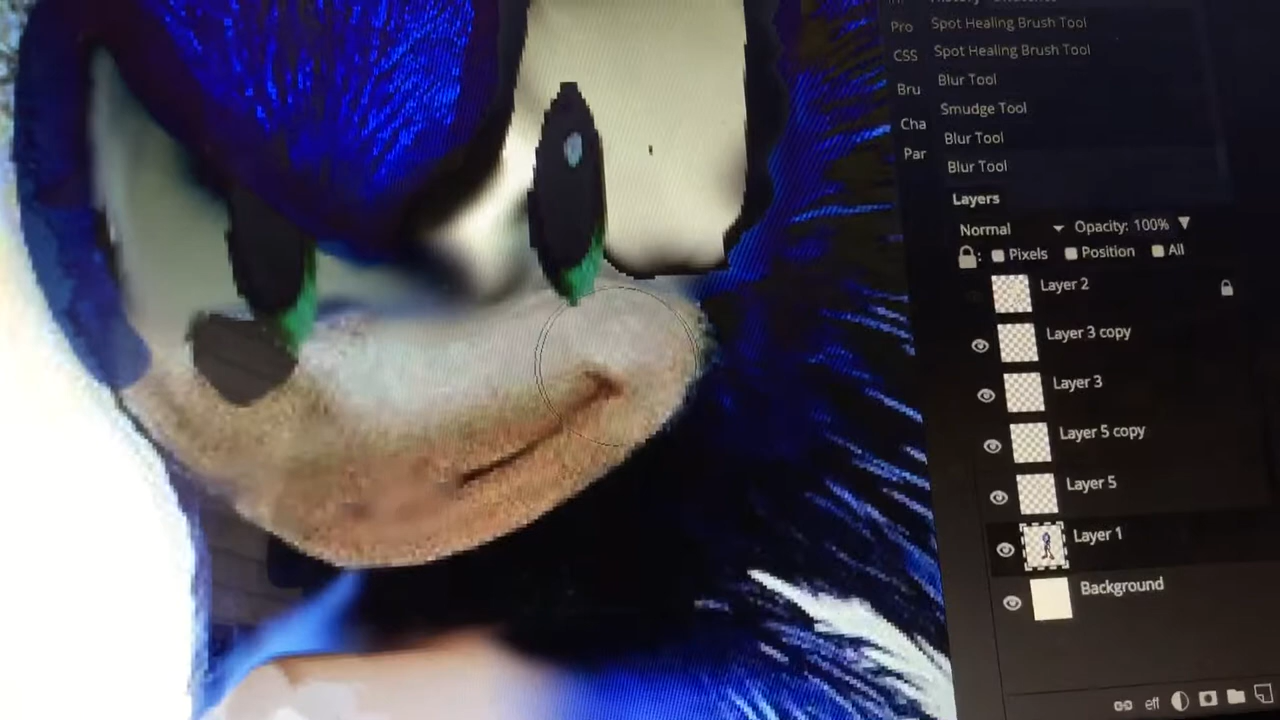 Pro
Spot Healing Brush Tool
CSS
Spot Healing Brush Tool
Bru
Blur Tool
Smudge Tool
Cha
Blur Tool
Par
Blur Tool
Layers
Normal
Opacity: 100%
Pixels
Position
All
Layer 2
Layer 3 copy
Layer 3
Layer 5 copy
Layer 5
Layer 1
Background
eff